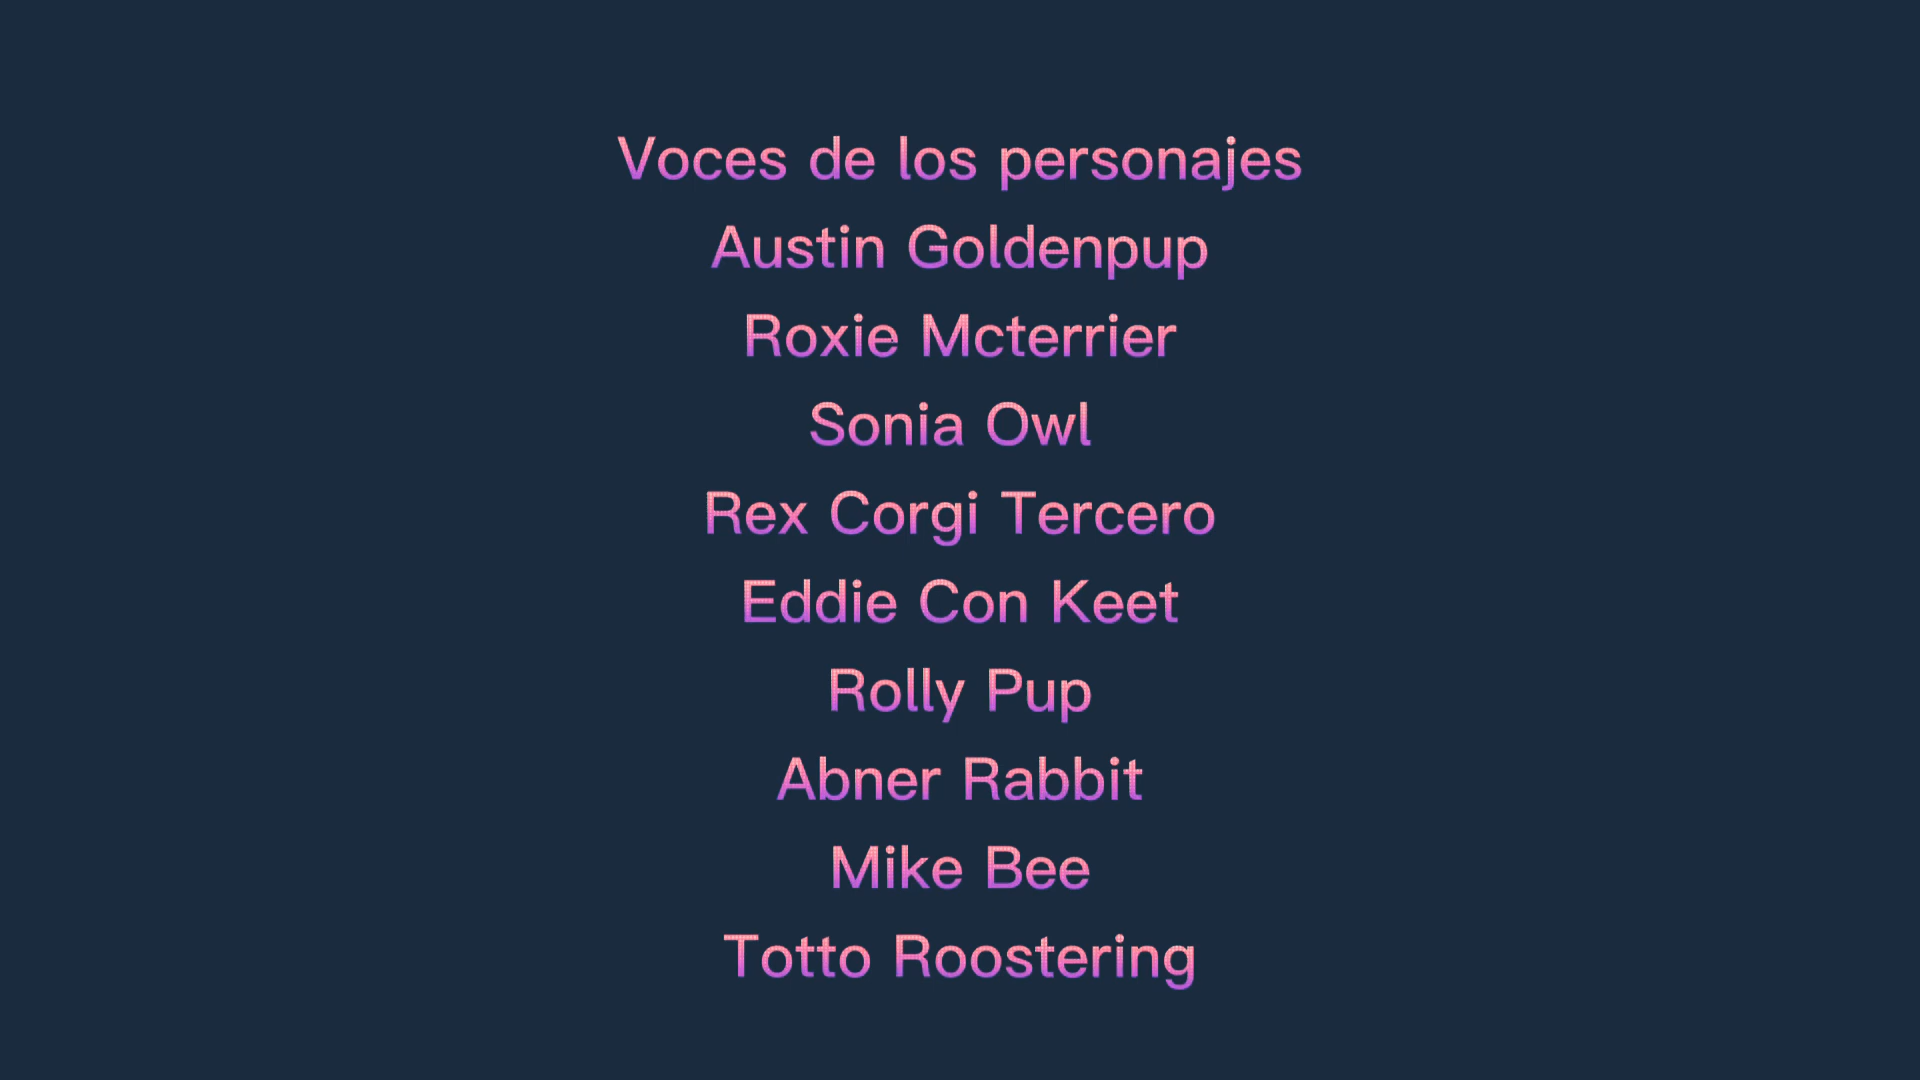 Voces de los personajes
Austin Goldenpup
Roxie Mcterrier
Sonia Owl
Rex Corgi Tercero
Eddie Con Keet
Rolly Pup
Abner Rabbit
Mike Bee
Totto Roostering